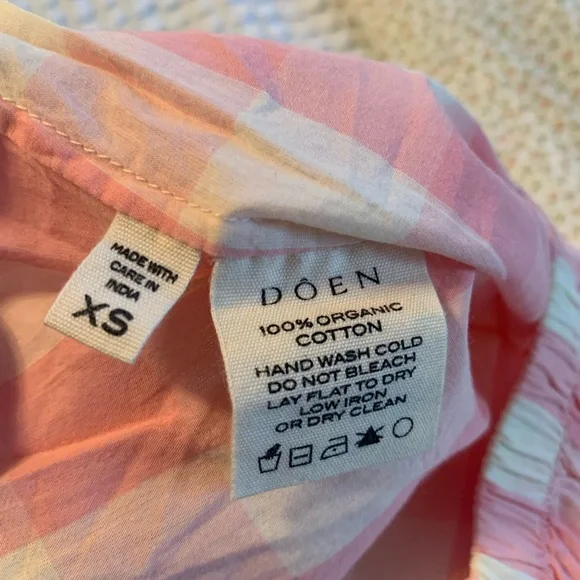 MADE WITH
CARE IN
INDIA
XS
DÔEN
100% ORGANIC
COTTON
HAND WASH COLD
DO NOT BLEACH
LAY FLAT TO DRY
LOW IRON
OR DRY CLEAN